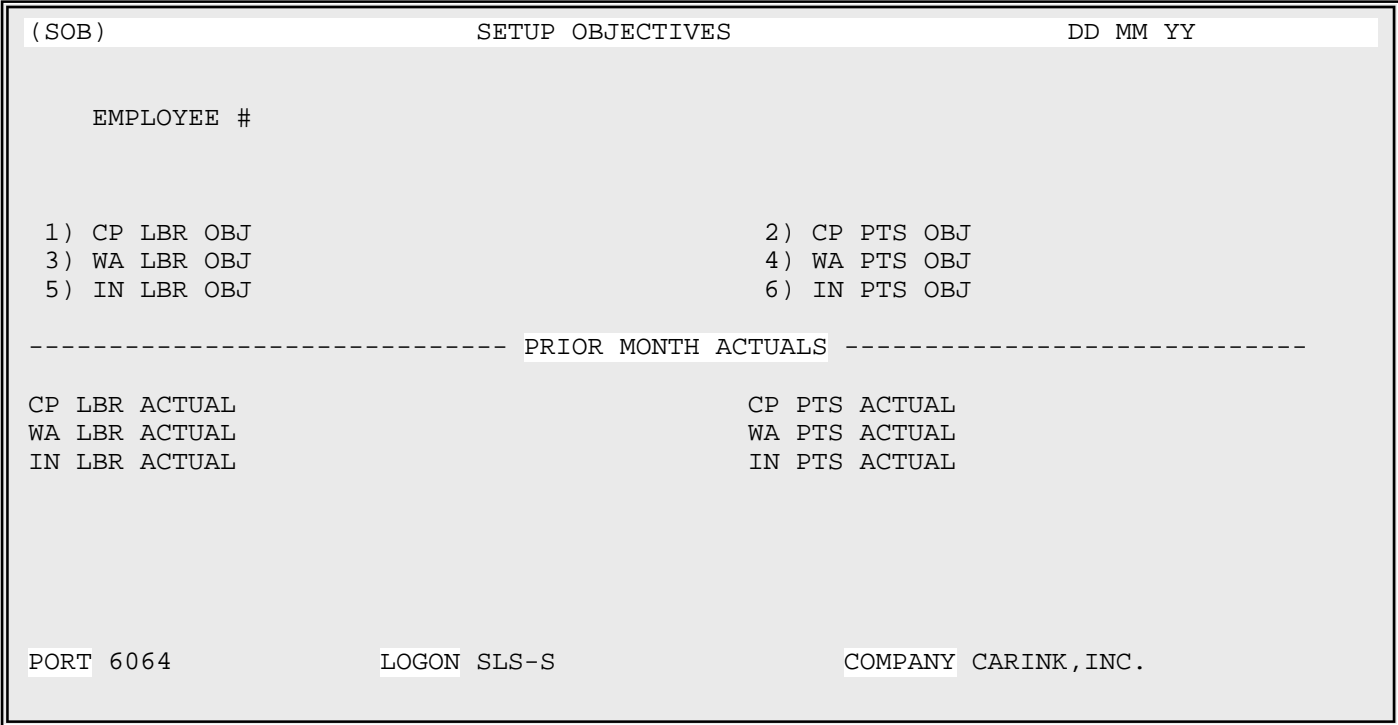 (SOB) SETUP OBJECTIVES DD MM YY
EMPLOYEE #
1) CP LBR OBJ 2) CP PTS OBJ
3) WA LBR OBJ 4) WA PTS OBJ
5) IN LBR OBJ 6) IN PTS OBJ
------------------------------ PRIOR MONTH ACTUALS -----------------------------
CP LBR ACTUAL CP PTS ACTUAL
WA LBR ACTUAL WA PTS ACTUAL
IN LBR ACTUAL IN PTS ACTUAL
PORT 6064 LOGON SLS-S COMPANY CARINK,INC.